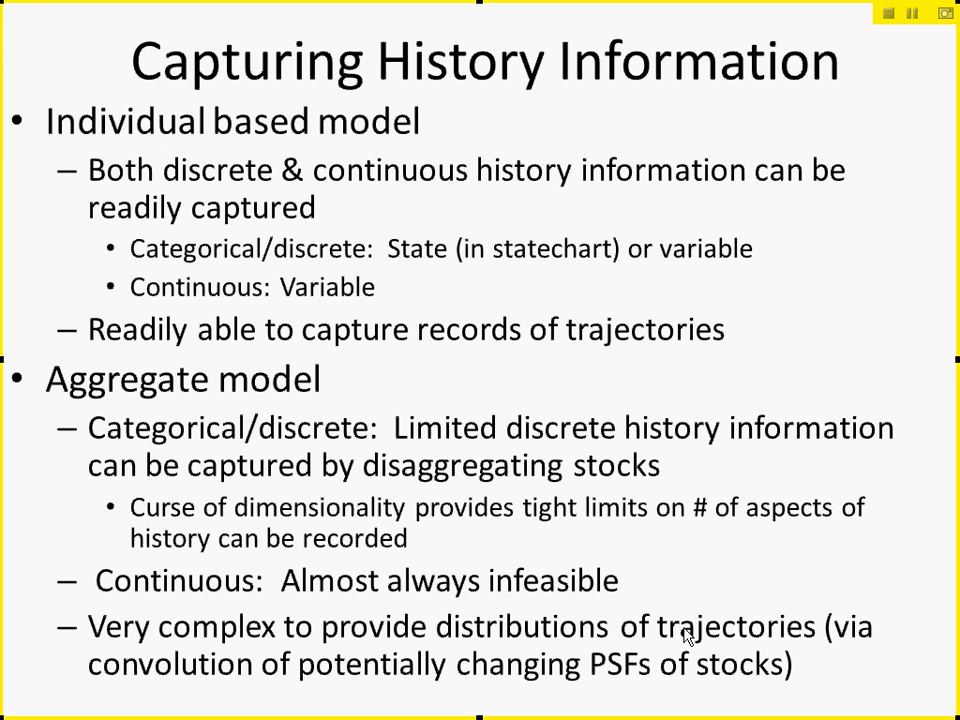 Capturing History Information
• Individual based model
– Both discrete & continuous history information can be
readily captured
• Categorical/discrete: State (in statechart) or variable
• Continuous: Variable
– Readily able to capture records of trajectories
• Aggregate model
– Categorical/discrete: Limited discrete history information
can be captured by disaggregating stocks
• Curse of dimensionality provides tight limits on # of aspects of
history can be recorded
– Continuous: Almost always infeasible
– Very complex to provide distributions of trajectories (via
convolution of potentially changing PSFs of stocks)